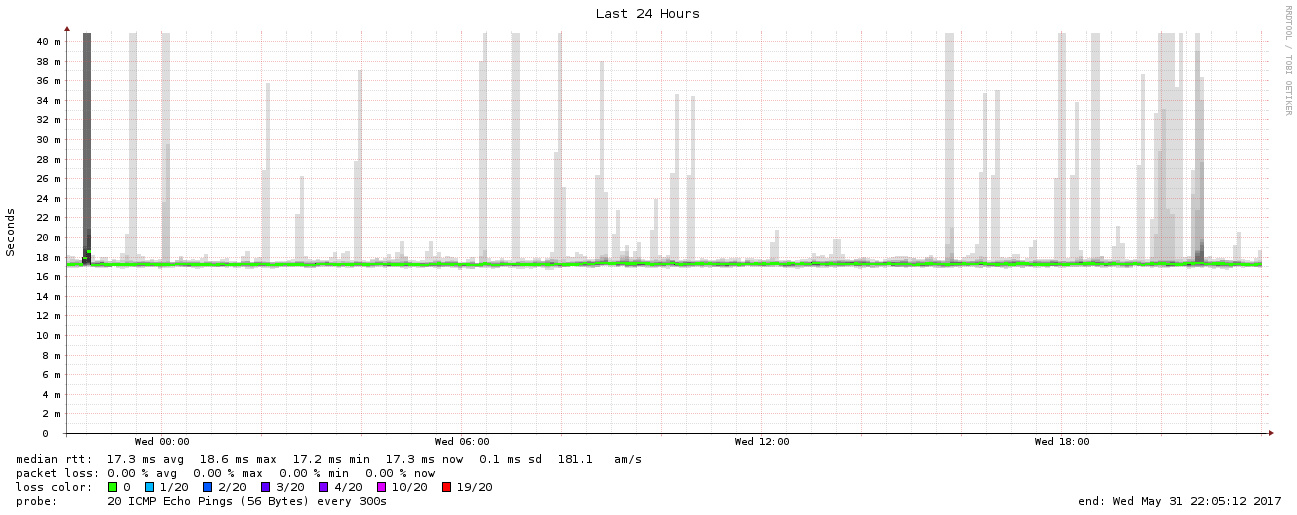 Last 24 Hours
RRDTOOL / TOBI OETIKER
Seconds
40 m
38 m
36 m
34 m
32 m
30 m
28 m
26 m
24 m
22 m
20 m
18 m
16 m
14 m
12 m
10 m
8 m
6 m
4 m
2 m
0
Wed 00:00 Wed 06:00 Wed 12:00 Wed 18:00
median rtt: 17.3 ms avg 18.6 ms max 17.2 ms min 17.3 ms now 0.1 ms sd 181.1 am/s
packet loss: 0.00 % avg 0.00 % max 0.00 % min 0.00 % now
loss color: 0 1/20 2/20 3/20 4/20 10/20 19/20
probe: 20 ICMP Echo Pings (56 Bytes) every 300s end: Wed May 31 22:05:12 2017